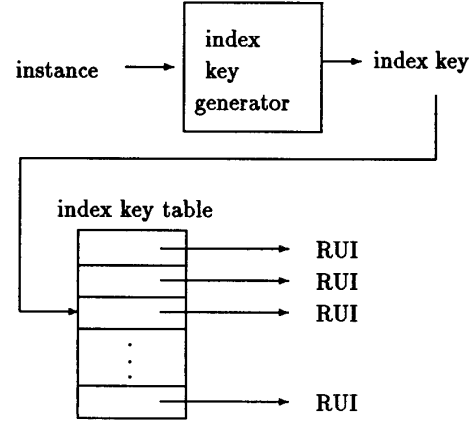 instance
index
key
generator
index key
index key table
RUI
RUI
RUI
RUI